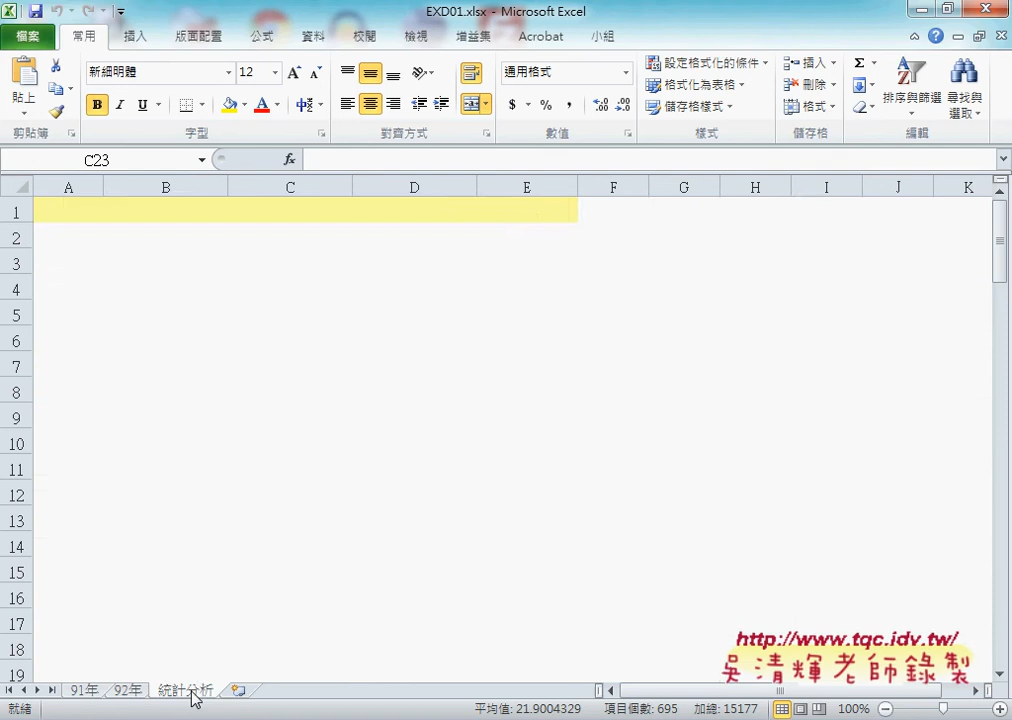 EXD01.xlsx - Microsoft Excel
檔案 常用 插入 版面配置 公式 資料 校閱 檢視 增益集 Acrobat 小組
貼上 新細明體 12 A A 通用格式 設定格式化的條件 插入 Σ
B I U A 中 $ % , 格式化為表格 刪除 排序與篩選 尋找與選取
儲存格樣式 格式
剪貼簿 字型 對齊方式 數值 樣式 儲存格 編輯
C23 fx
A B C D E F G H I J K
1
2
3
4
5
6
7
8
9
10
11
12
13
14
15
16
17
18
19
http://www.tqc.idv.tw/
吳清輝老師錄製
91年 92年 統計分析
就緒 平均值: 21.9004329 項目個數: 695 加總: 15177 100%